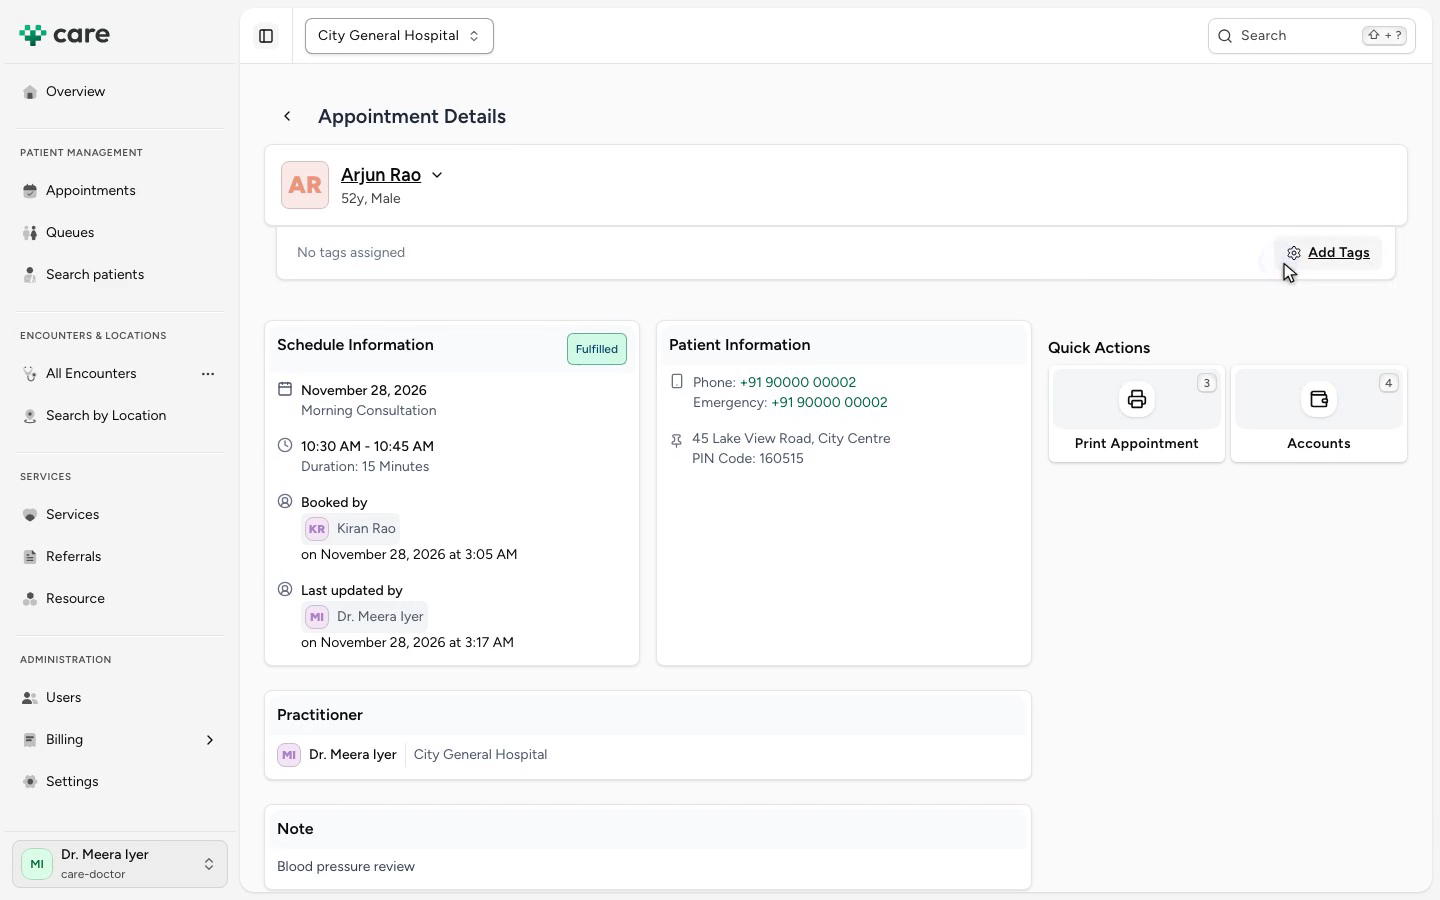 care
Overview
PATIENT MANAGEMENT
Appointments
Queues
Search patients
ENCOUNTERS & LOCATIONS
All Encounters
Search by Location
SERVICES
Services
Referrals
Resource
ADMINISTRATION
Users
Billing
Settings
MI
Dr. Meera Iyer
care-doctor
City General Hospital
Search
⇧ + ?
Appointment Details
AR
Arjun Rao
52y, Male
No tags assigned
Add Tags
Schedule Information
Fulfilled
November 28, 2026
Morning Consultation
10:30 AM - 10:45 AM
Duration: 15 Minutes
Booked by
KR Kiran Rao
on November 28, 2026 at 3:05 AM
Last updated by
MI Dr. Meera Iyer
on November 28, 2026 at 3:17 AM
Patient Information
Phone: +91 90000 00002
Emergency: +91 90000 00002
45 Lake View Road, City Centre
PIN Code: 160515
Quick Actions
3
Print Appointment
4
Accounts
Practitioner
MI Dr. Meera Iyer City General Hospital
Note
Blood pressure review